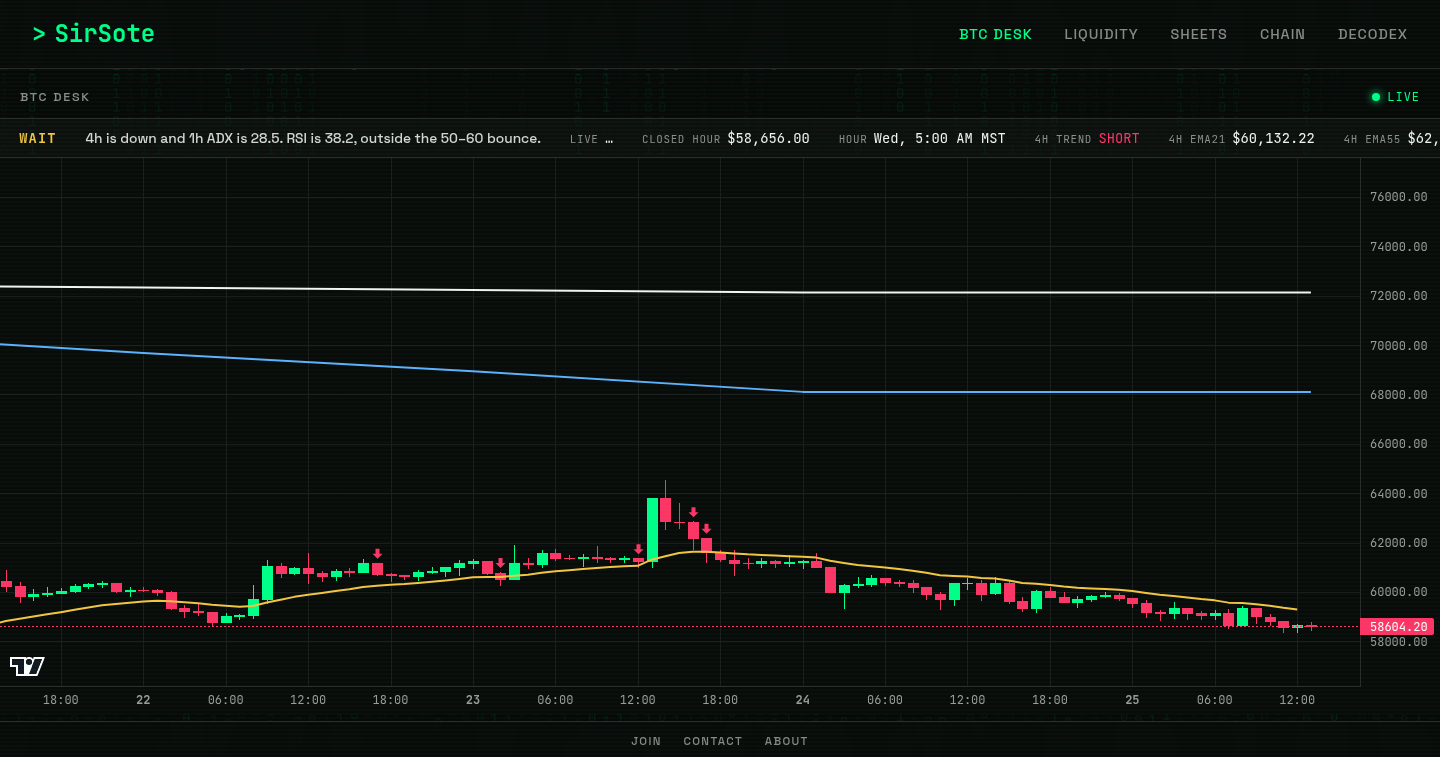 > SirSote
BTC DESK LIQUIDITY SHEETS CHAIN DECODEX
BTC DESK
LIVE
WAIT 4h is down and 1h ADX is 28.5. RSI is 38.2, outside the 50–60 bounce. LIVE … CLOSED HOUR $58,656.00 HOUR Wed, 5:00 AM MST 4H TREND SHORT 4H EMA21 $60,132.22 4H EMA55 $62,
76000.00
74000.00
72000.00
70000.00
68000.00
66000.00
64000.00
62000.00
60000.00
58604.20
58000.00
18:00 22 06:00 12:00 18:00 23 06:00 12:00 18:00 24 06:00 12:00 18:00 25 06:00 12:00
JOIN CONTACT ABOUT